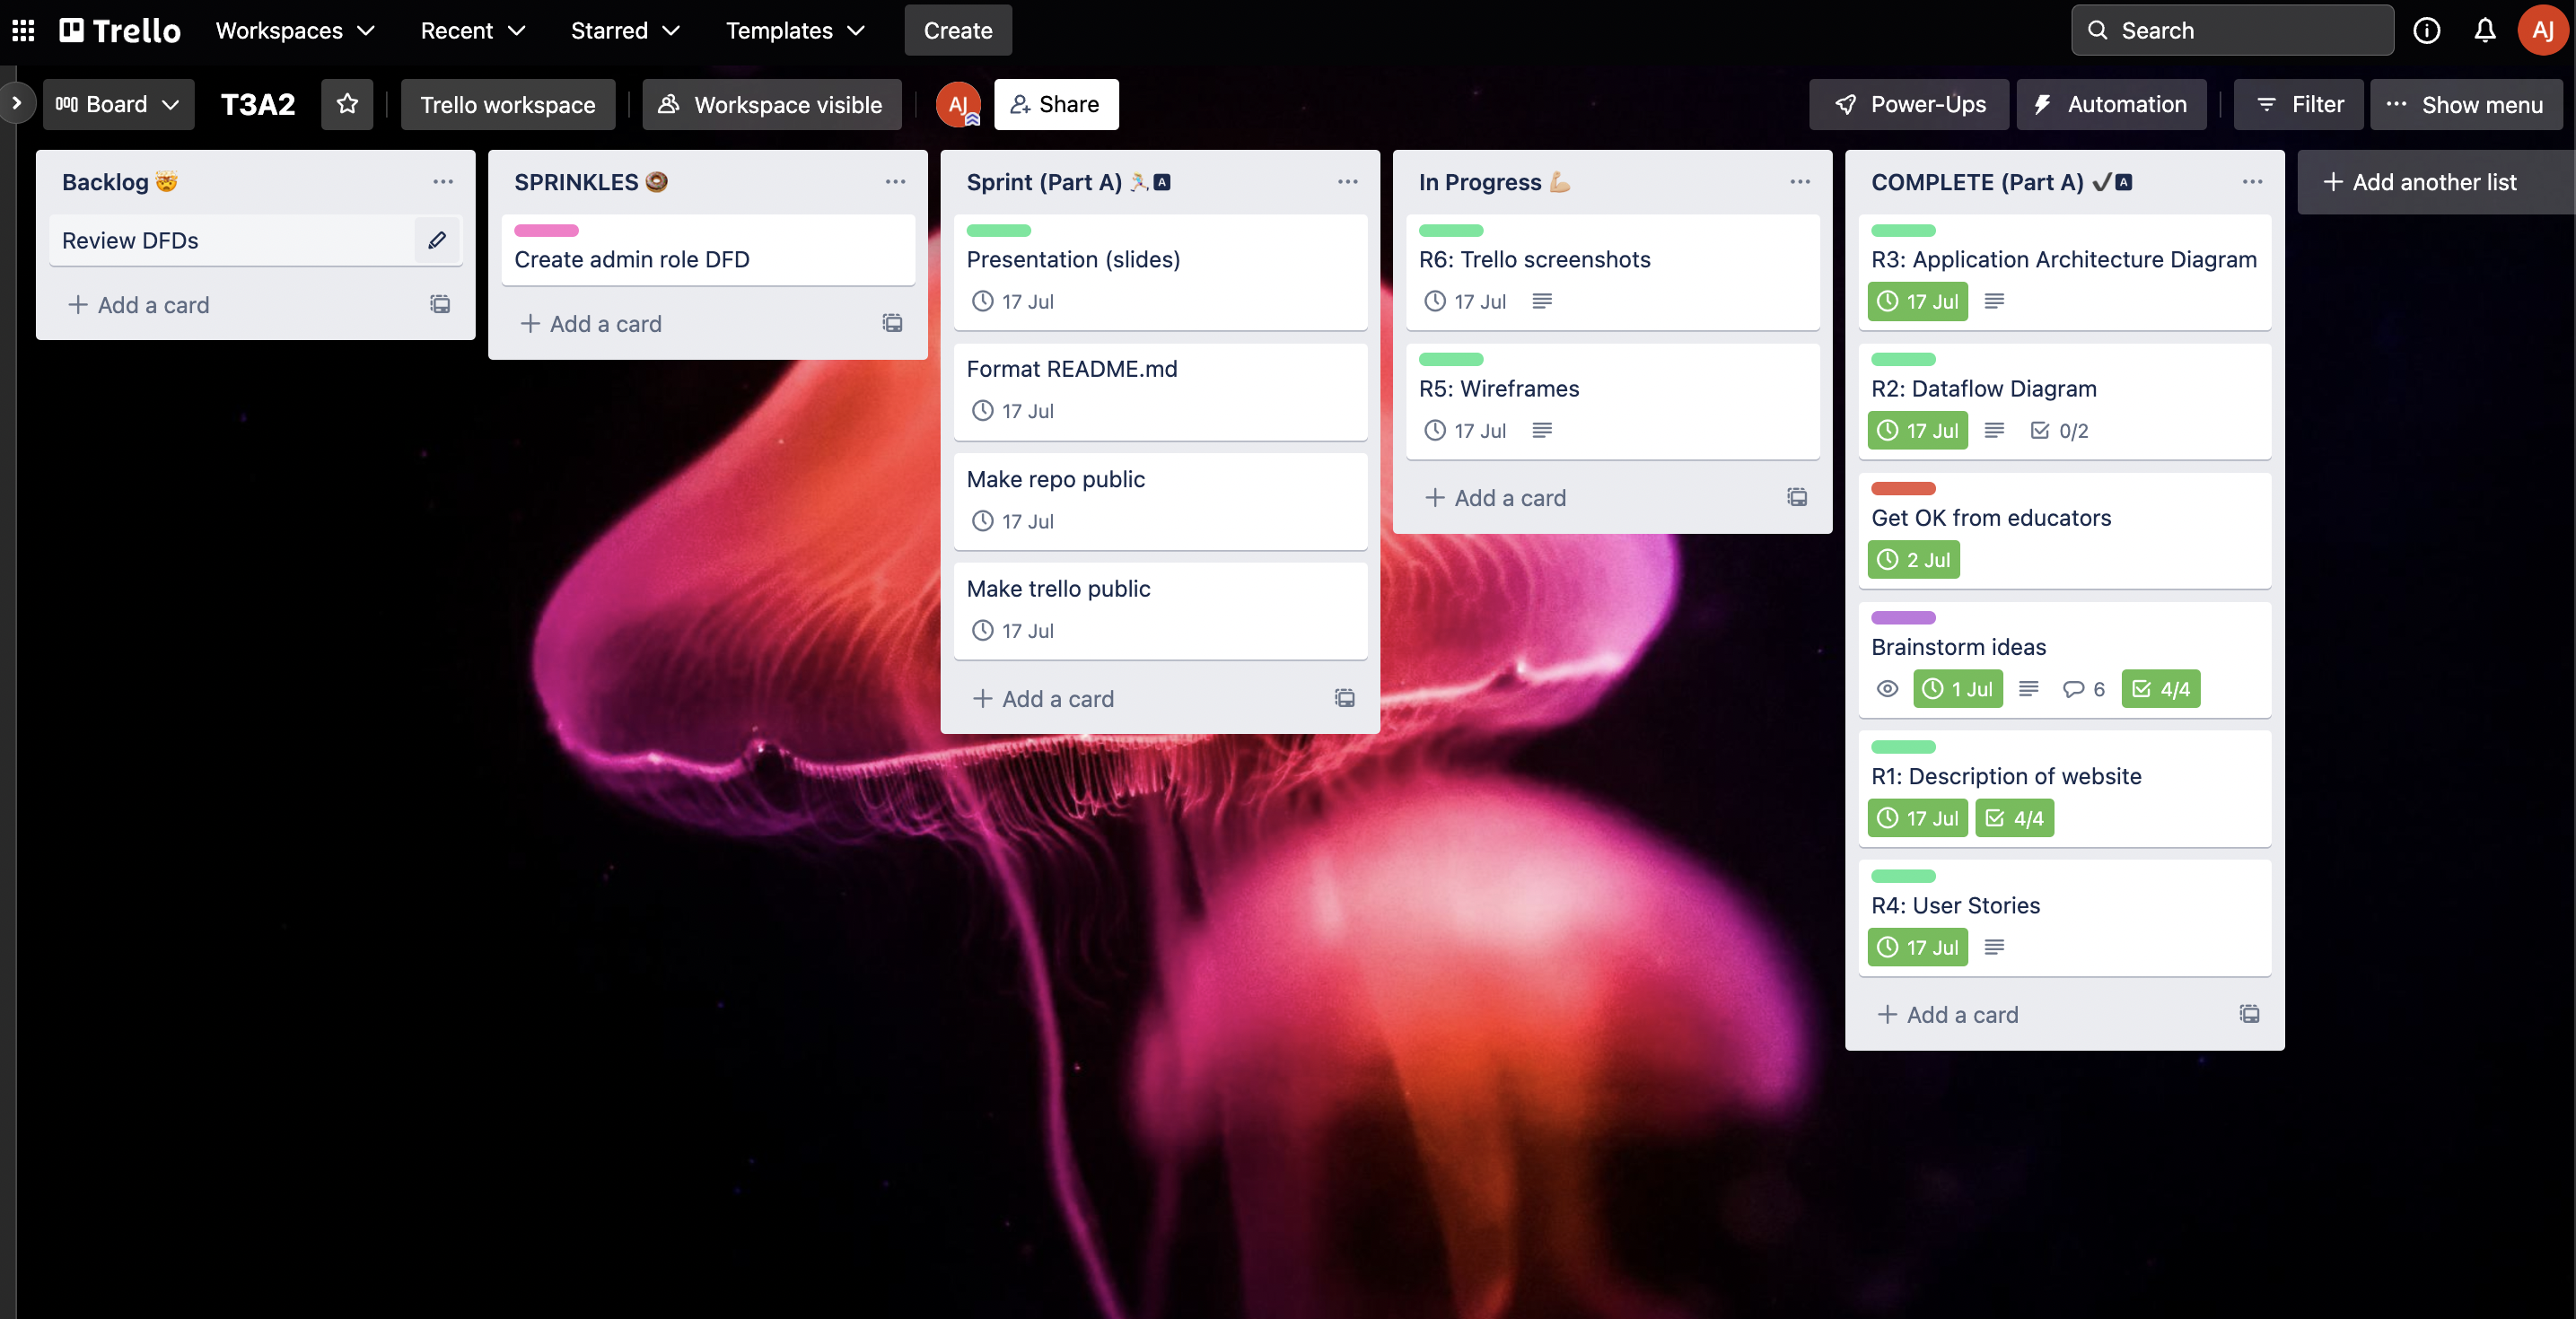 Trello Workspaces Recent Starred Templates Create Search AJ
Board T3A2 Trello workspace Workspace visible AJ Share Power-Ups Automation Filter Show menu
Backlog 🤯
Review DFDs
+ Add a card
SPRINKLES 🍩
Create admin role DFD
+ Add a card
Sprint (Part A) 🏃🏼🅰
Presentation (slides)
17 Jul
Format README.md
17 Jul
Make repo public
17 Jul
Make trello public
17 Jul
+ Add a card
In Progress 💪🏼
R6: Trello screenshots
17 Jul
R5: Wireframes
17 Jul
+ Add a card
COMPLETE (Part A) ✔️🅰
R3: Application Architecture Diagram
17 Jul
R2: Dataflow Diagram
17 Jul 0/2
Get OK from educators
2 Jul
Brainstorm ideas
1 Jul 6 4/4
R1: Description of website
17 Jul 4/4
R4: User Stories
17 Jul
+ Add a card
+ Add another list